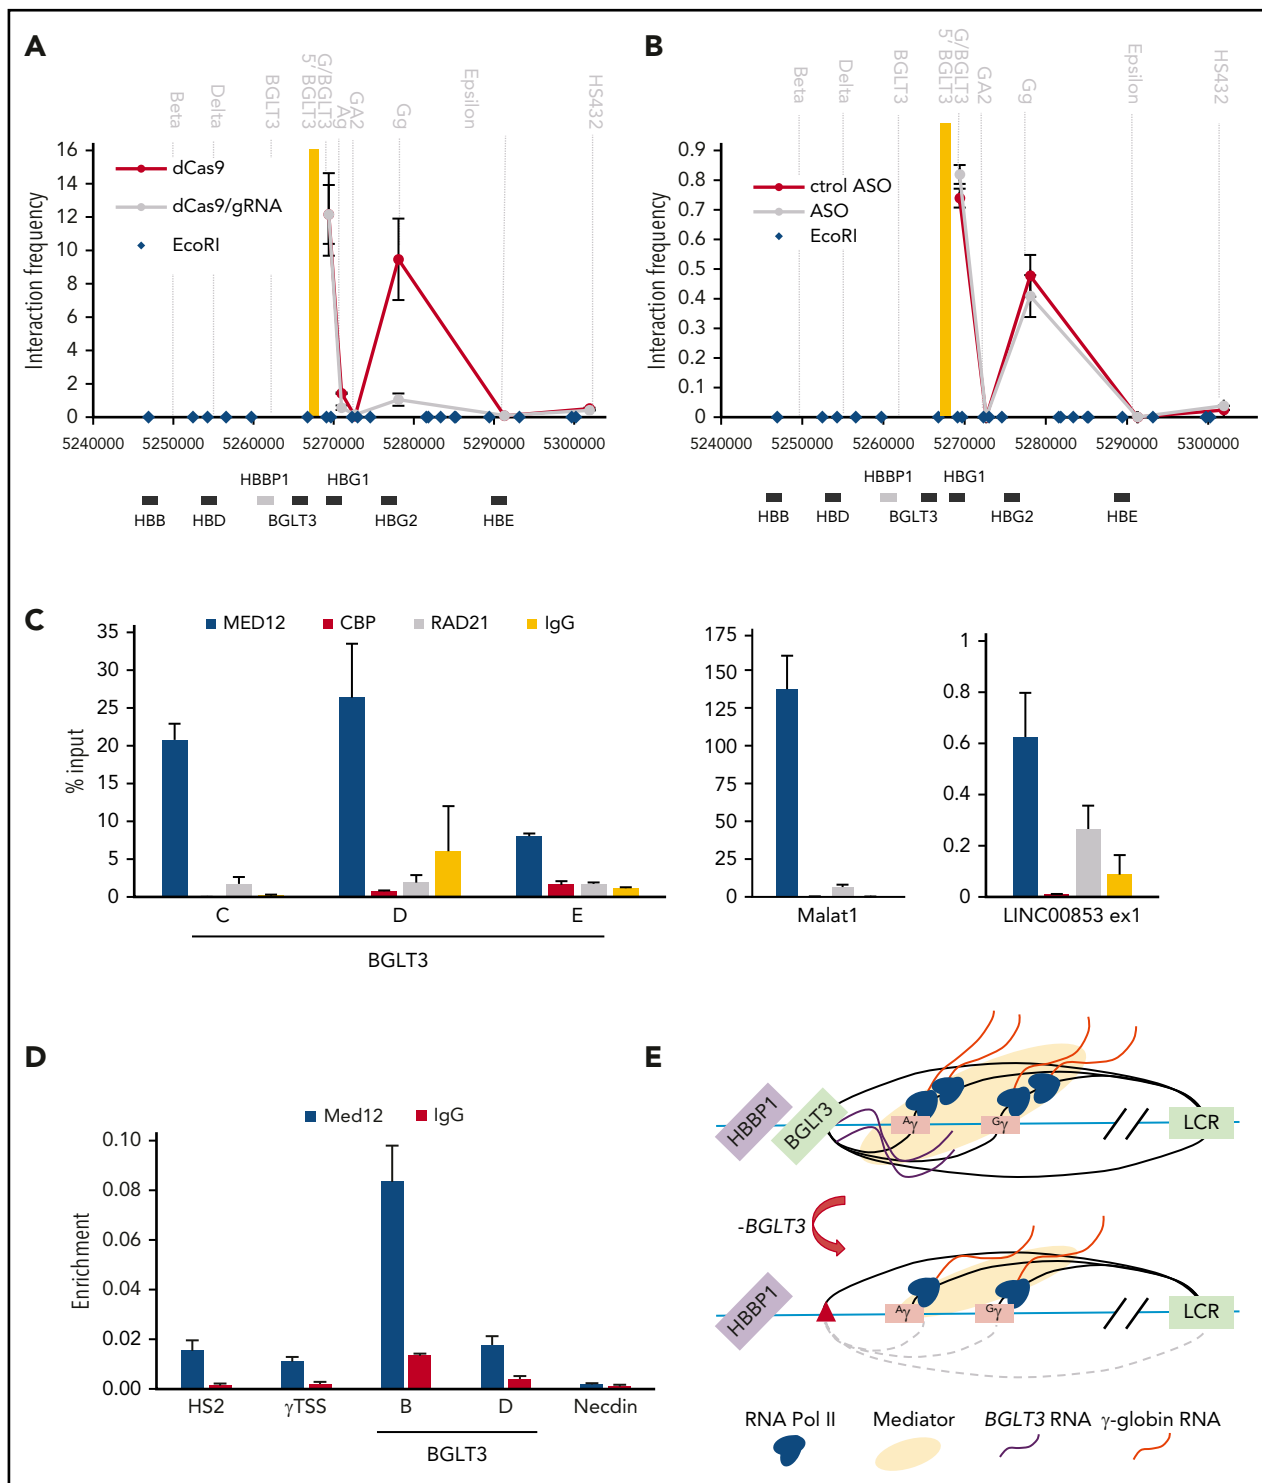 A
Beta
Delta
BGLT3
5' BGLT3
G/BGLT3
Ag
GA2
Gg
Epsilon
HS432
Interaction frequency
16
14
12
10
8
6
4
2
0
dCas9
dCas9/gRNA
EcoRI
5240000 5250000 5260000 5270000 5280000 5290000 5300000
HBBP1 HBG1
HBB HBD BGLT3 HBG2 HBE
B
Beta
Delta
BGLT3
5' BGLT3
G/BGLT3
GA2
Gg
Epsilon
HS432
Interaction frequency
0.9
0.8
0.7
0.6
0.5
0.4
0.3
0.2
0.1
0
ctrol ASO
ASO
EcoRI
5240000 5250000 5260000 5270000 5280000 5290000 5300000
HBBP1 HBG1
HBB HBD BGLT3 HBG2 HBE
C
MED12 CBP RAD21 IgG
% input
35
30
25
20
15
10
5
0
C D E
BGLT3
175
150
125
100
75
50
25
0
Malat1
1
0.8
0.6
0.4
0.2
0
LINC00853 ex1
D
Med12 IgG
Enrichment
0.10
0.08
0.06
0.04
0.02
0.00
HS2 γTSS B D Necdin
BGLT3
E
HBBP1
BGLT3
Aγ
Gγ
LCR
-BGLT3
HBBP1
Aγ
Gγ
LCR
RNA Pol II Mediator BGLT3 RNA γ-globin RNA